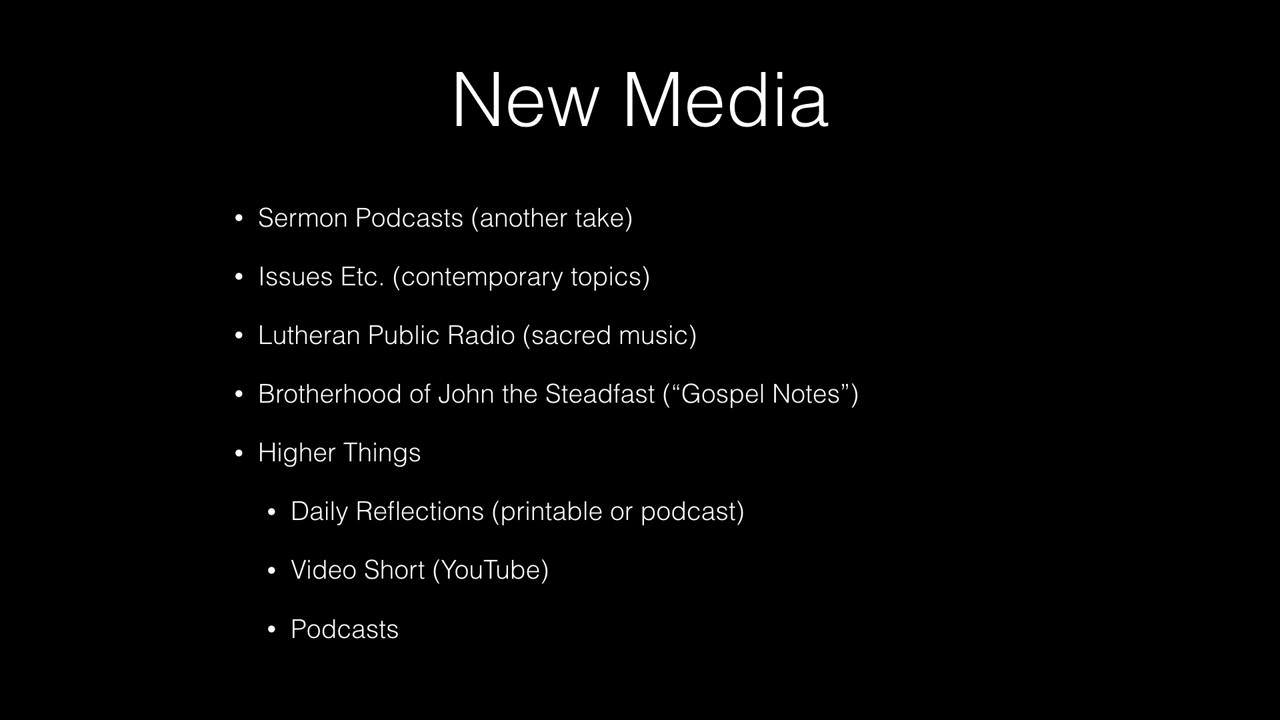 New Media
• Sermon Podcasts (another take)
• Issues Etc. (contemporary topics)
• Lutheran Public Radio (sacred music)
• Brotherhood of John the Steadfast (“Gospel Notes”)
• Higher Things
• Daily Reflections (printable or podcast)
• Video Short (YouTube)
• Podcasts